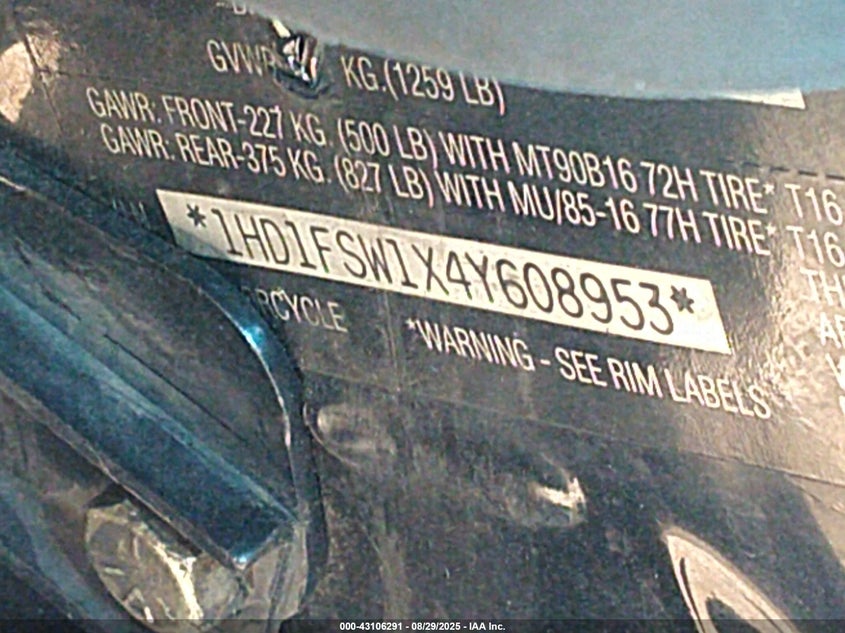 GVWR
KG.(1259 LB)
GAWR: FRONT-227 KG. (500 LB) WITH MT90B16 72H TIRE* T16
GAWR: REAR-375 KG. (827 LB) WITH MU/85-16 77H TIRE* T16
*1HD1FSW1X4Y608953*
RCYCLE
*WARNING - SEE RIM LABELS
000-43106291 - 08/29/2025 - IAA Inc.